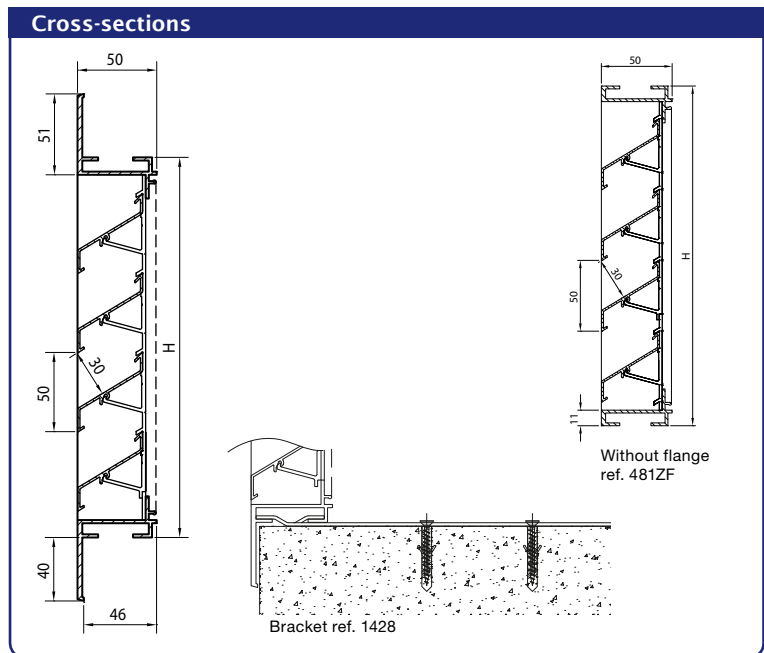 Cross-sections
50
51
H
30
50
40
46
Bracket ref. 1428
50
30
50
H
11
Without flange
ref. 481ZF